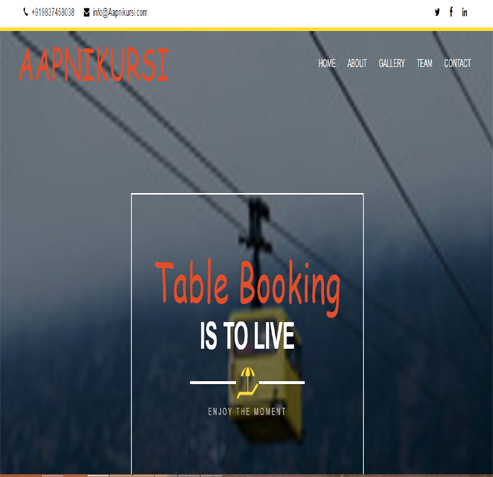 +919837458038 info@Aapnikursi.com
AAPNIKURSI
HOME ABOUT GALLERY TEAM CONTACT
Table Booking
IS TO LIVE
ENJOY THE MOMENT